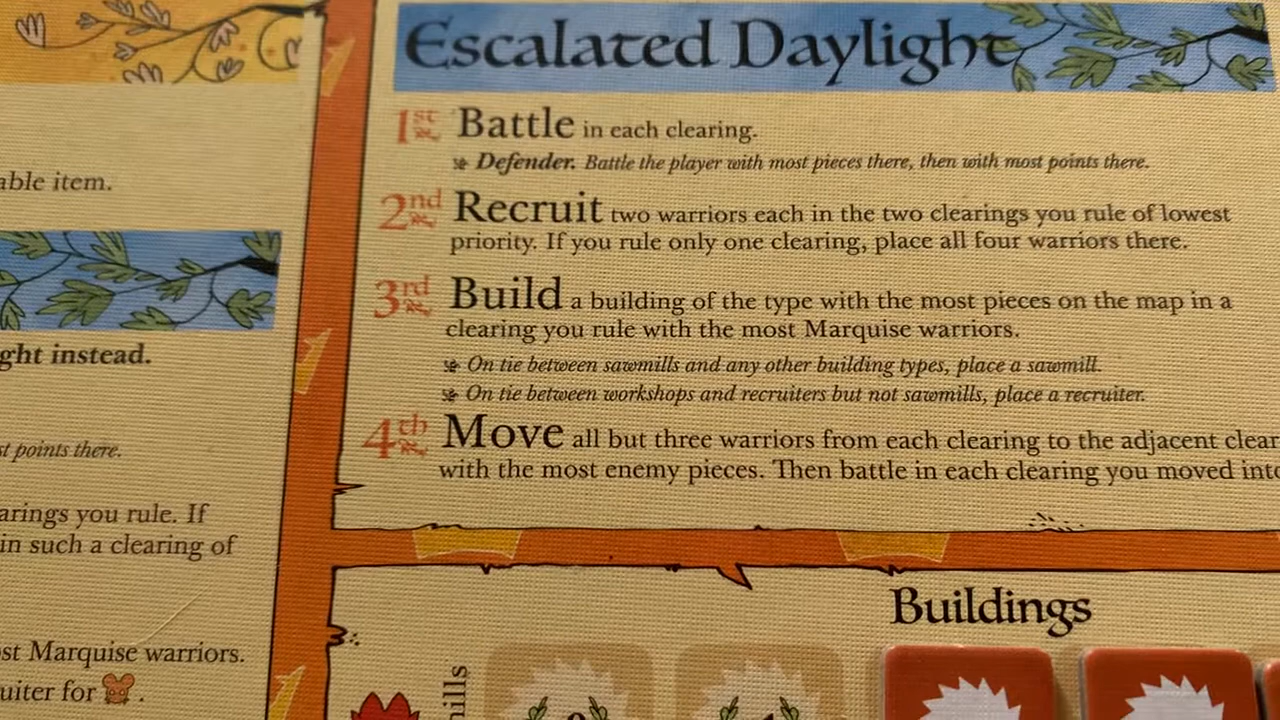 able item.
ght instead.
st points there.
arings you rule. If
in such a clearing of
st Marquise warriors.
uiter for
Escalated Daylight
1st Battle in each clearing.
Defender. Battle the player with most pieces there, then with most points there.
2nd Recruit two warriors each in the two clearings you rule of lowest
priority. If you rule only one clearing, place all four warriors there.
3rd Build a building of the type with the most pieces on the map in a
clearing you rule with the most Marquise warriors.
On tie between sawmills and any other building types, place a sawmill.
On tie between workshops and recruiters but not sawmills, place a recruiter.
4th Move all but three warriors from each clearing to the adjacent clear
with the most enemy pieces. Then battle in each clearing you moved into
Buildings
ills